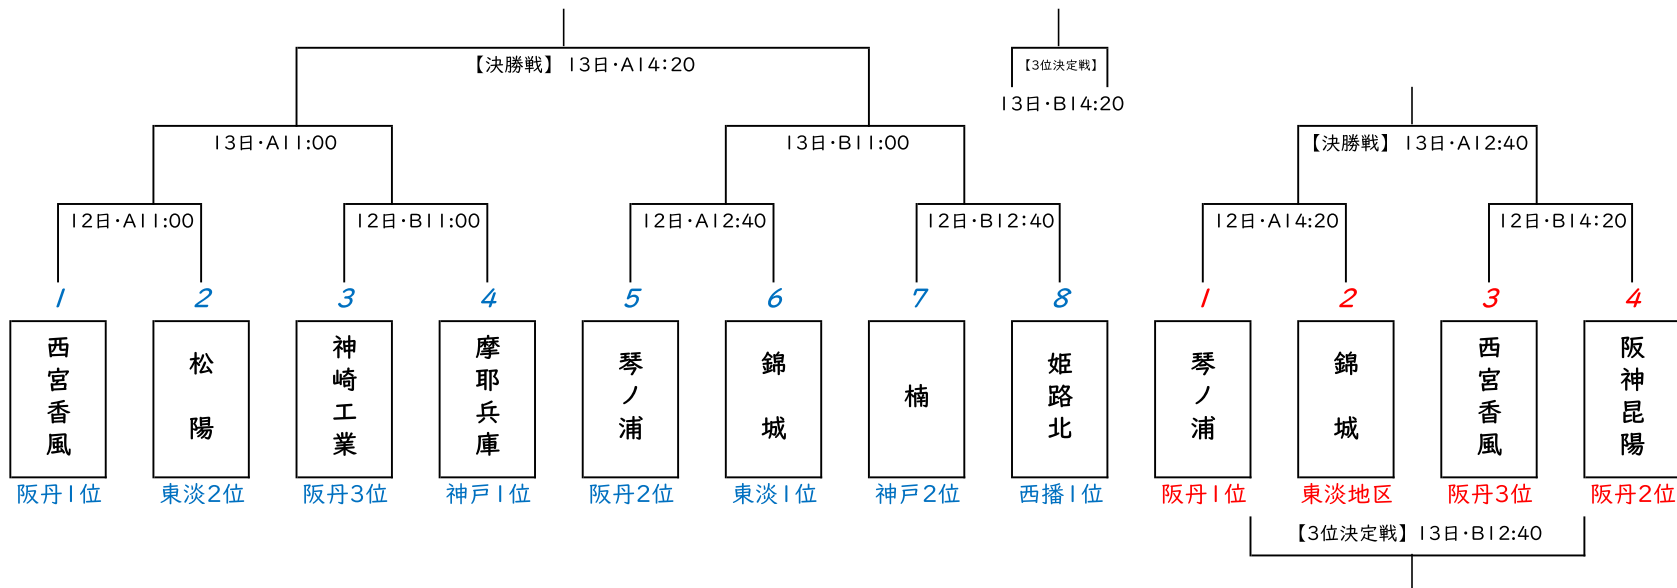 【決勝戦】 13日・A14:20
【3位決定戦】
13日・B14:20
13日・A11:00
13日・B11:00
【決勝戦】 13日・A12:40
12日・A11:00
12日・B11:00
12日・A12:40
12日・B12:40
12日・A14:20
12日・B14:20
1 2 3 4 5 6 7 8 1 2 3 4
西宮香風
松陽
神崎工業
摩耶兵庫
琴ノ浦
錦城
楠
姫路北
琴ノ浦
錦城
西宮香風
阪神昆陽
阪丹1位 東淡2位 阪丹3位 神戸1位 阪丹2位 東淡1位 神戸2位 西播1位 阪丹1位 東淡地区 阪丹3位 阪丹2位
【3位決定戦】 13日・B12:40